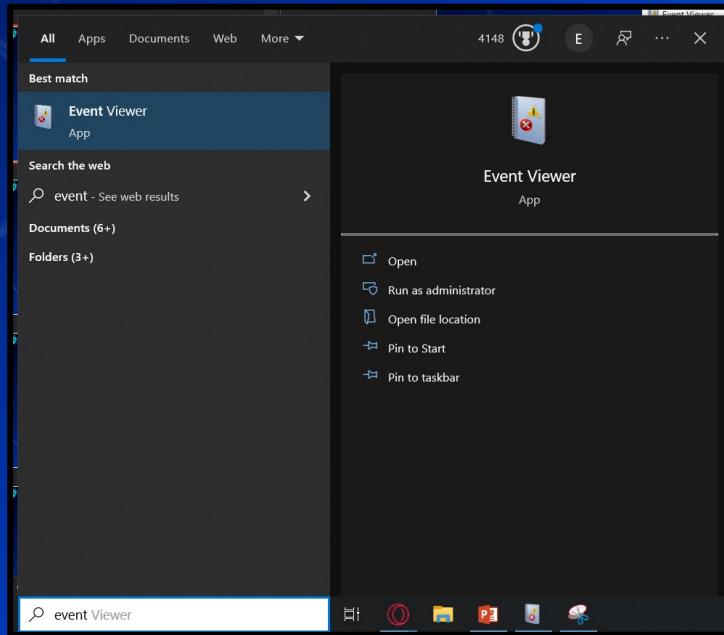 Event Viewer
All Apps Documents Web More 4148 E
Best match
Event Viewer
App
Search the web
event - See web results
Documents (6+)
Folders (3+)
Event Viewer
App
Open
Run as administrator
Open file location
Pin to Start
Pin to taskbar
event Viewer